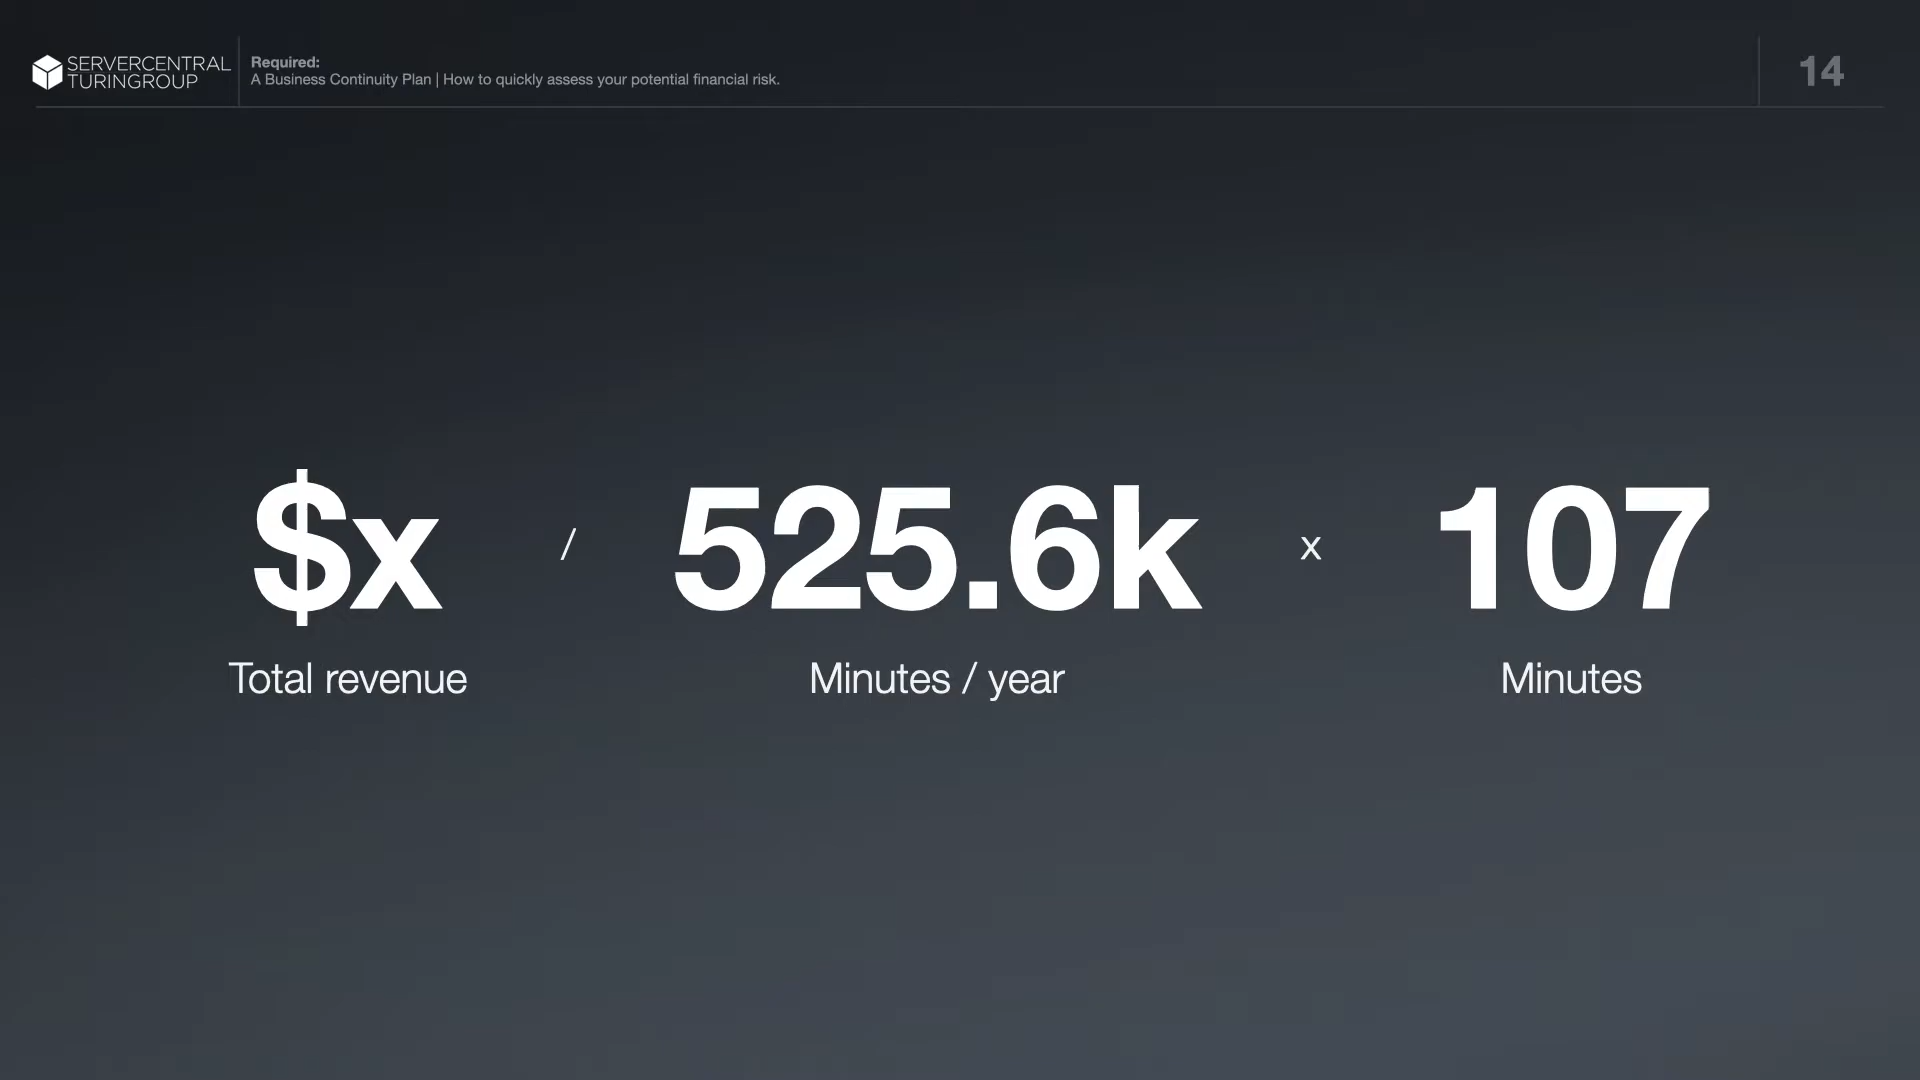 SERVERCENTRAL
TURINGROUP
Required:
A Business Continuity Plan | How to quickly assess your potential financial risk.
14
$x / 525.6k x 107
Total revenue
Minutes / year
Minutes